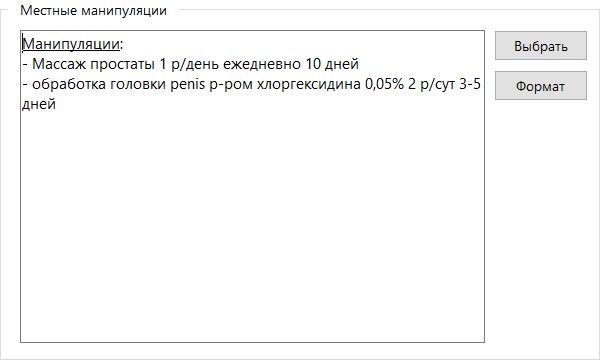 Местные манипуляции
Манипуляции:
- Массаж простаты 1 р/день ежедневно 10 дней
- обработка головки penis р-ром хлоргексидина 0,05% 2 р/сут 3-5
дней
Выбрать
Формат